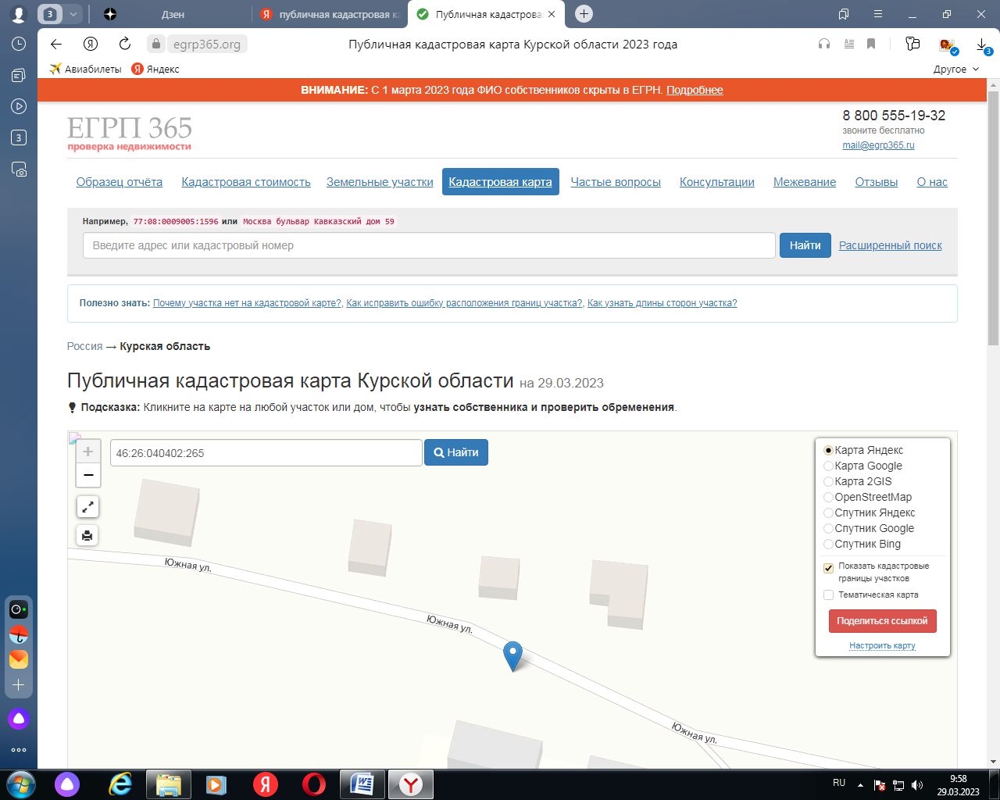 3
Дзен
публичная кадастровая ка
Публичная кадастрова
egrp365.org
Публичная кадастровая карта Курской области 2023 года
3
Авиабилеты
Яндекс
Другое
ВНИМАНИЕ: С 1 марта 2023 года ФИО собственников скрыты в ЕГРН. Подробнее
ЕГРП 365
проверка недвижимости
8 800 555-19-32
звоните бесплатно
mail@egrp365.ru
3
Образец отчёта Кадастровая стоимость Земельные участки Кадастровая карта Частые вопросы Консультации Межевание Отзывы О нас
Например, 77:08:0009005:1596 или Москва бульвар Кавказский дом 59
Введите адрес или кадастровый номер
Найти
Расширенный поиск
Полезно знать: Почему участка нет на кадастровой карте?, Как исправить ошибку расположения границ участка?, Как узнать длины сторон участка?
Россия → Курская область
Публичная кадастровая карта Курской области на 29.03.2023
Подсказка: Кликните на карте на любой участок или дом, чтобы узнать собственника и проверить обременения.
+
−
46:26:040402:265
Найти
Карта Яндекс
Карта Google
Карта 2GIS
OpenStreetMap
Спутник Яндекс
Спутник Google
Спутник Bing
Показать кадастровые
границы участков
Тематическая карта
Поделиться ссылкой
Настроить карту
Южная ул.
Южная ул.
Южная ул.
RU
9:58
29.03.2023